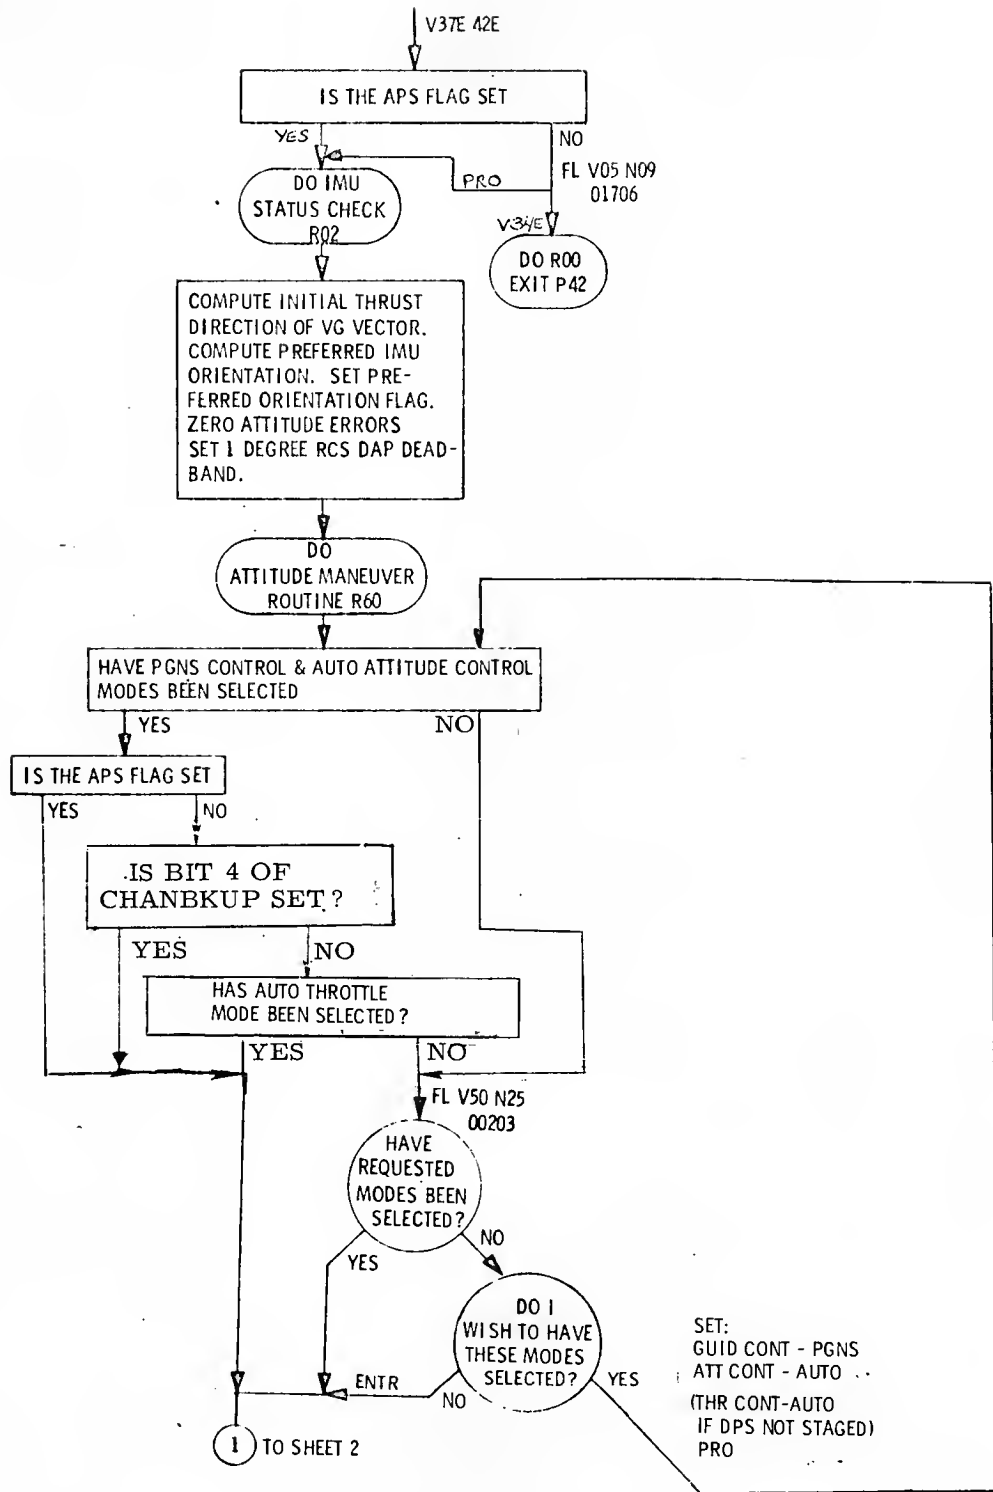 V37E 42E
IS THE APS FLAG SET
YES
NO
FL V05 N09
01706
PRO
DO IMU
STATUS CHECK
R02
V34E
DO R00
EXIT P42
COMPUTE INITIAL THRUST
DIRECTION OF VG VECTOR.
COMPUTE PREFERRED IMU
ORIENTATION. SET PRE-
FERRED ORIENTATION FLAG.
ZERO ATTITUDE ERRORS
SET 1 DEGREE RCS DAP DEAD-
BAND.
DO
ATTITUDE MANEUVER
ROUTINE R60
HAVE PGNS CONTROL & AUTO ATTITUDE CONTROL
MODES BEEN SELECTED
YES
NO
IS THE APS FLAG SET
YES
NO
IS BIT 4 OF
CHANBKUP SET?
YES
NO
HAS AUTO THROTTLE
MODE BEEN SELECTED?
YES
NO
FL V50 N25
00203
HAVE
REQUESTED
MODES BEEN
SELECTED?
YES
NO
DO I
WISH TO HAVE
THESE MODES
SELECTED?
ENTR
NO
YES
SET:
GUID CONT - PGNS
ATT CONT - AUTO
(THR CONT-AUTO
IF DPS NOT STAGED)
PRO
1 TO SHEET 2